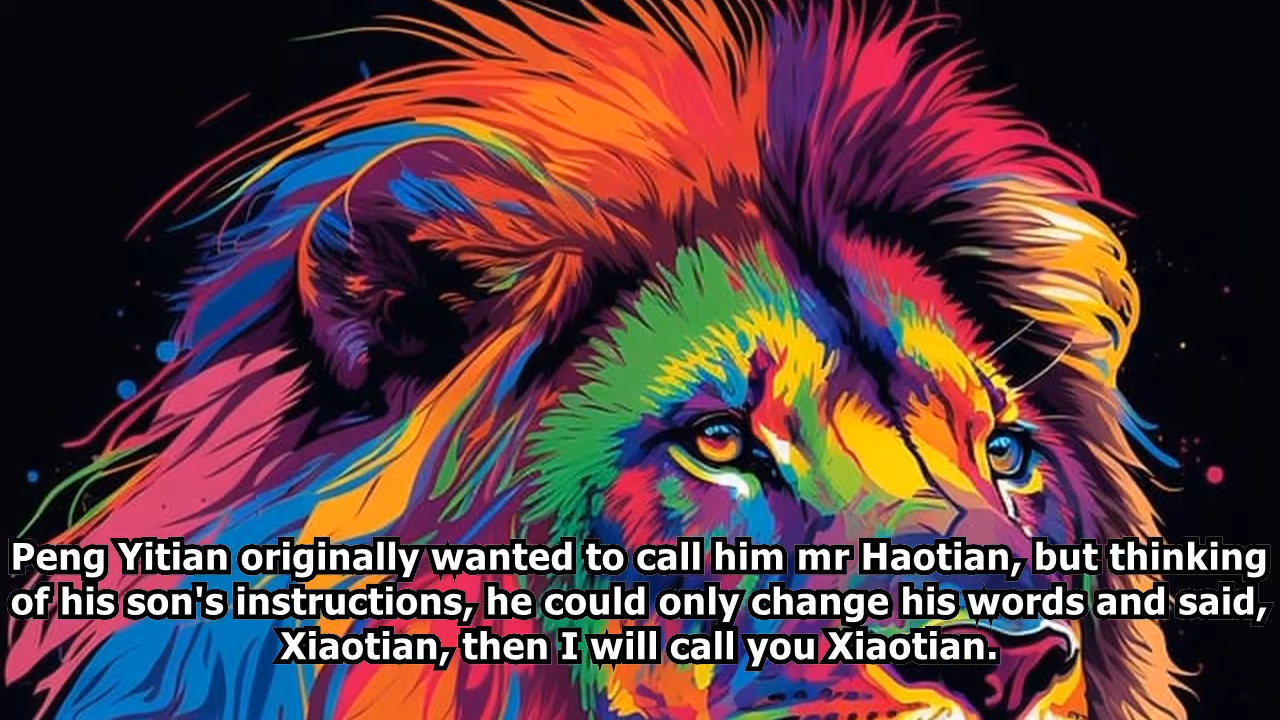 Peng Yitian originally wanted to call him mr Haotian, but thinking
of his son's instructions, he could only change his words and said,
Xiaotian, then I will call you Xiaotian.